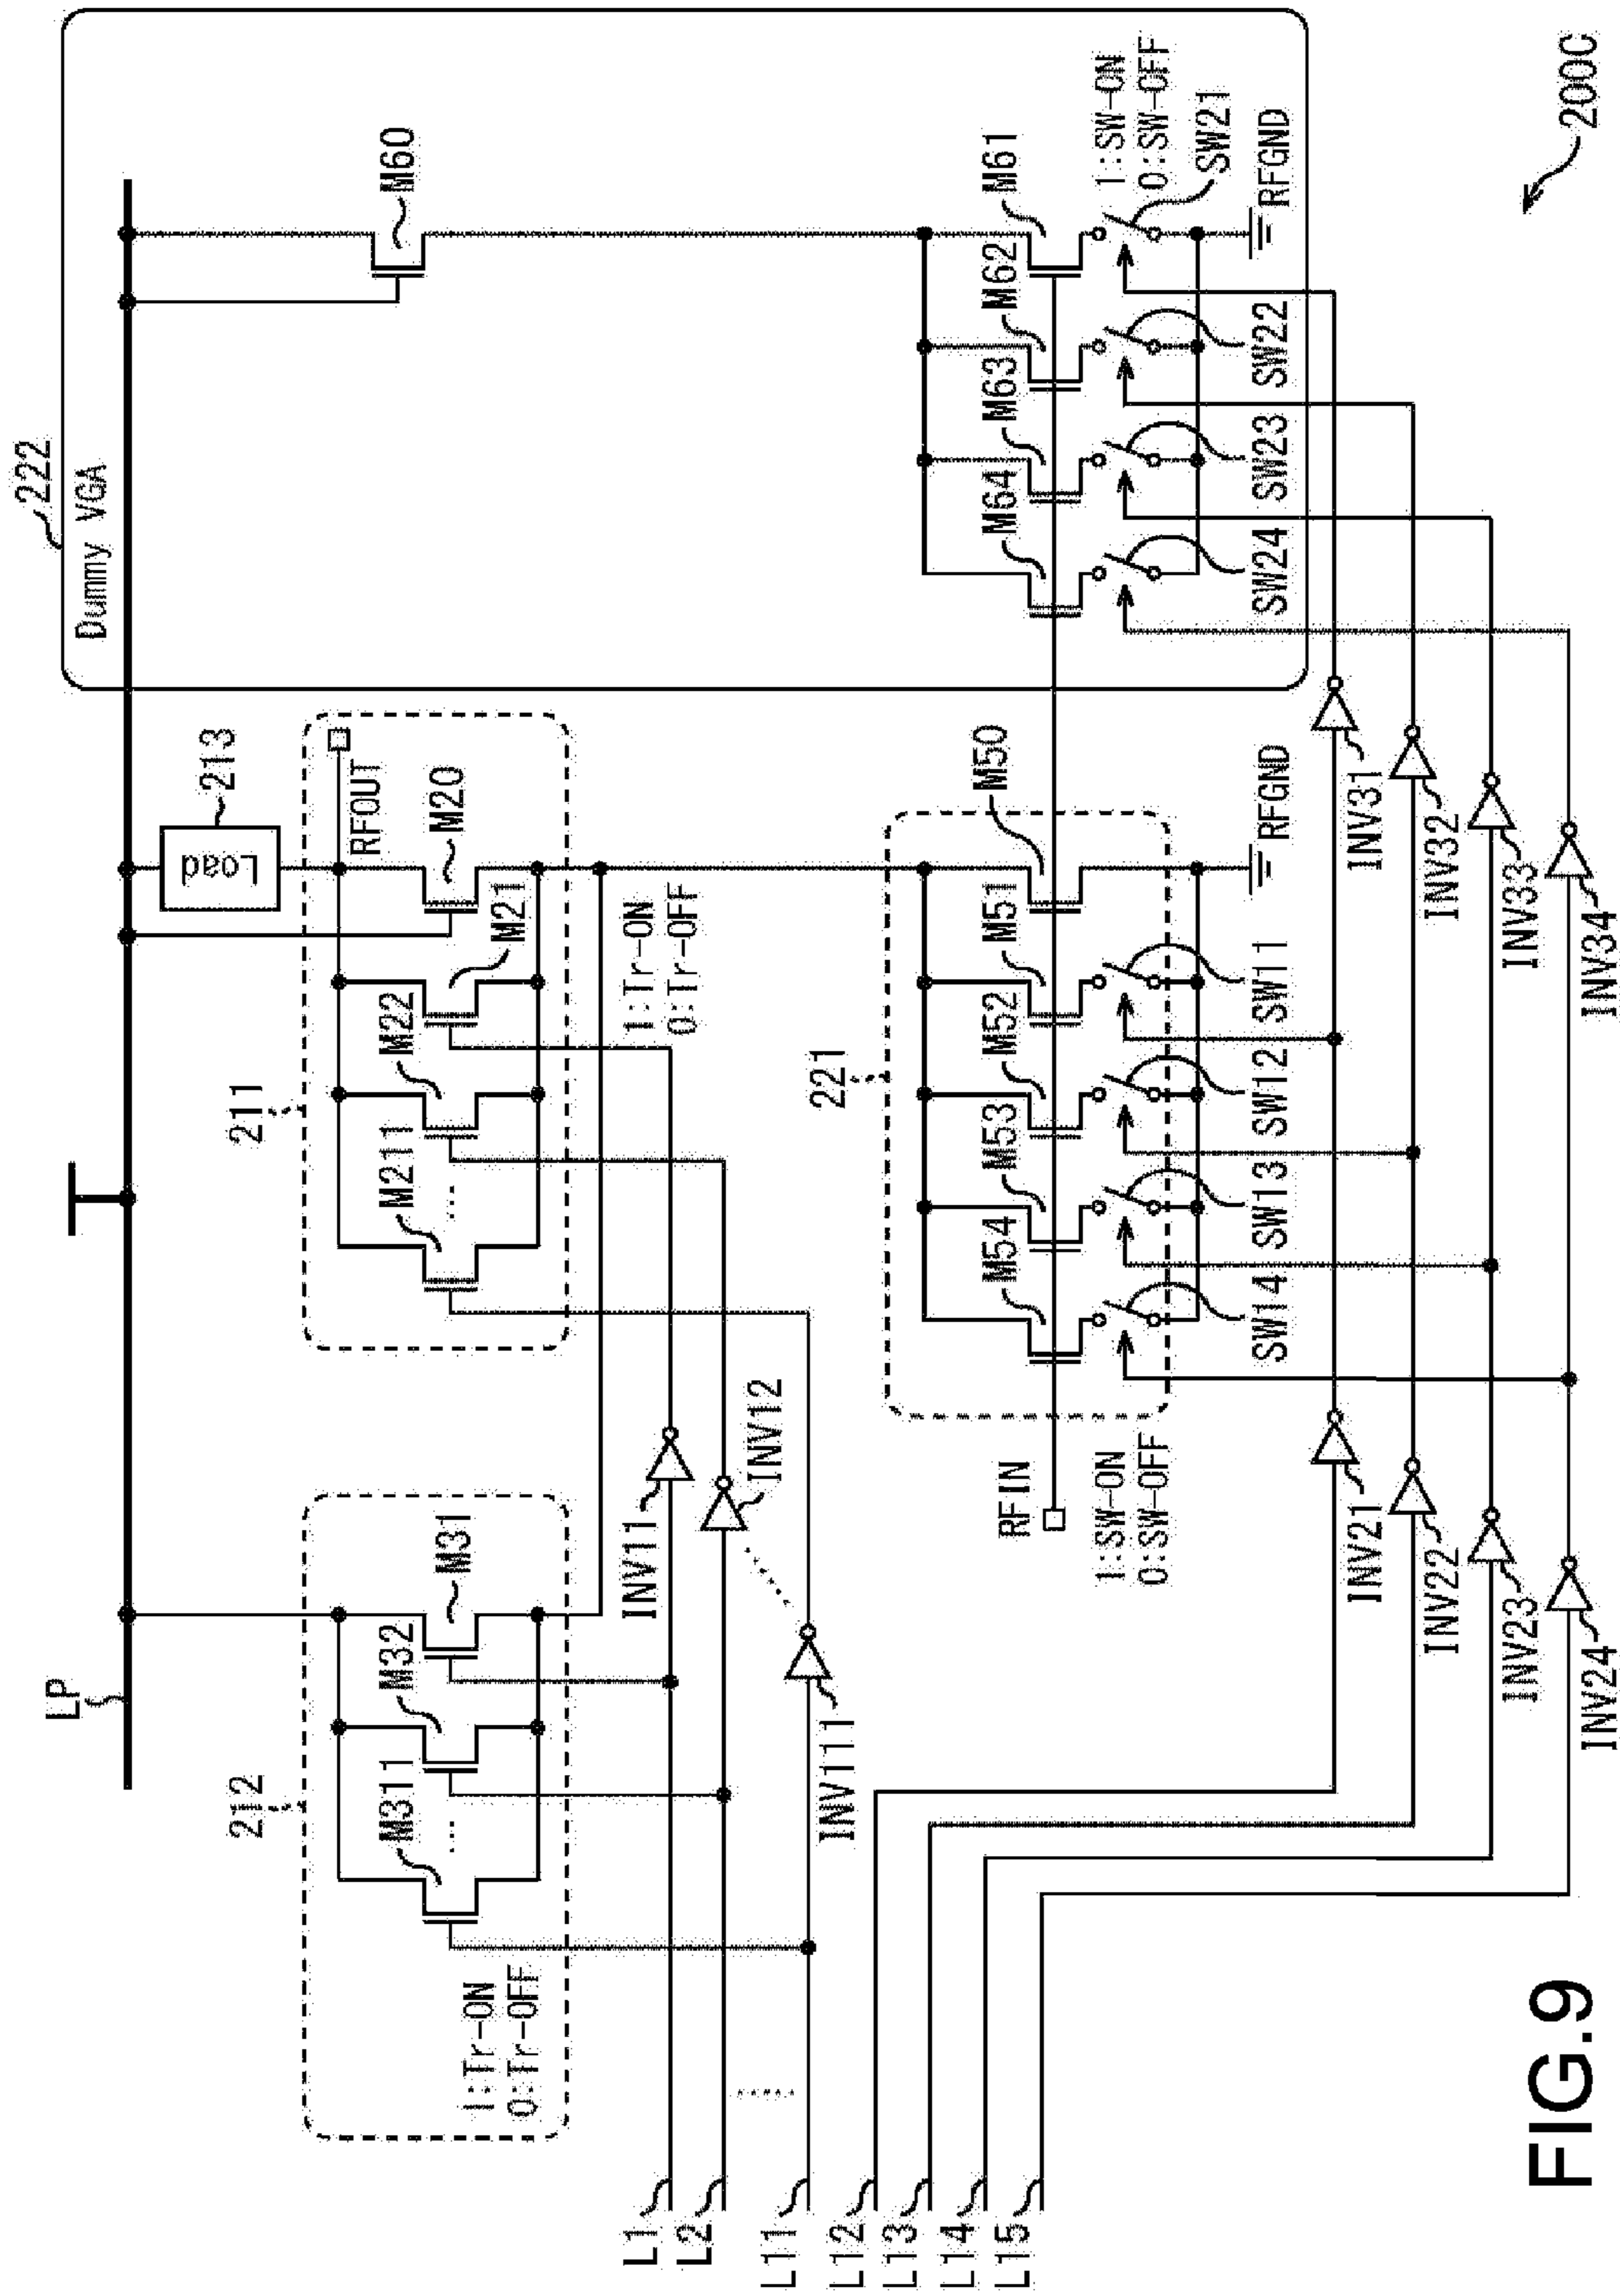 222
Dummy VGA
M60
M61
M62
M63
M64
1:SW-ON
0:SW-OFF
SW21
SW22
SW23
SW24
RFGND
200C
213
Load
RFOUT
M20
M21
M22
M211
...
211
1:Tr-ON
0:Tr-OFF
M50
M51
M52
M53
M54
221
RFGND
SW11
SW12
SW13
SW14
INV31
INV32
INV33
INV34
LP
212
M31
M32
M311
...
1:Tr-ON
0:Tr-OFF
INV11
INV12
INV111
RFIN
1:SW-ON
0:SW-OFF
INV21
INV22
INV23
INV24
L1
L2
L11
L12
L13
L14
L15
FIG.9